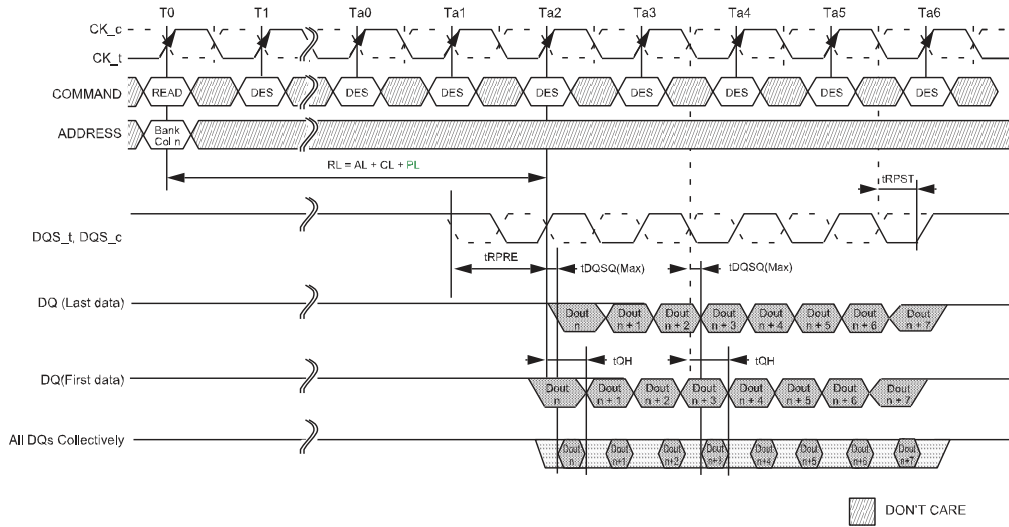 T0 T1 Ta0 Ta1 Ta2 Ta3 Ta4 Ta5 Ta6
CK_c
CK_t
COMMAND READ DES DES DES DES DES DES DES DES
ADDRESS Bank
Col n
RL = AL + CL + PL
tRPST
DQS_t, DQS_c
tRPRE tDQSQ(Max) tDQSQ(Max)
DQ (Last data) Dout Dout Dout Dout Dout Dout Dout Dout
n n + 1 n + 2 n + 3 n + 4 n + 5 n + 6 n + 7
tQH tQH
DQ(First data) Dout Dout Dout Dout Dout Dout Dout Dout
n n + 1 n + 2 n + 3 n + 4 n + 5 n + 6 n + 7
All DQs Collectively Dout Dout Dout Dout Dout Dout Dout Dout
n n+1 n+2 n+3 n+4 n+5 n+6 n+7
DON'T CARE